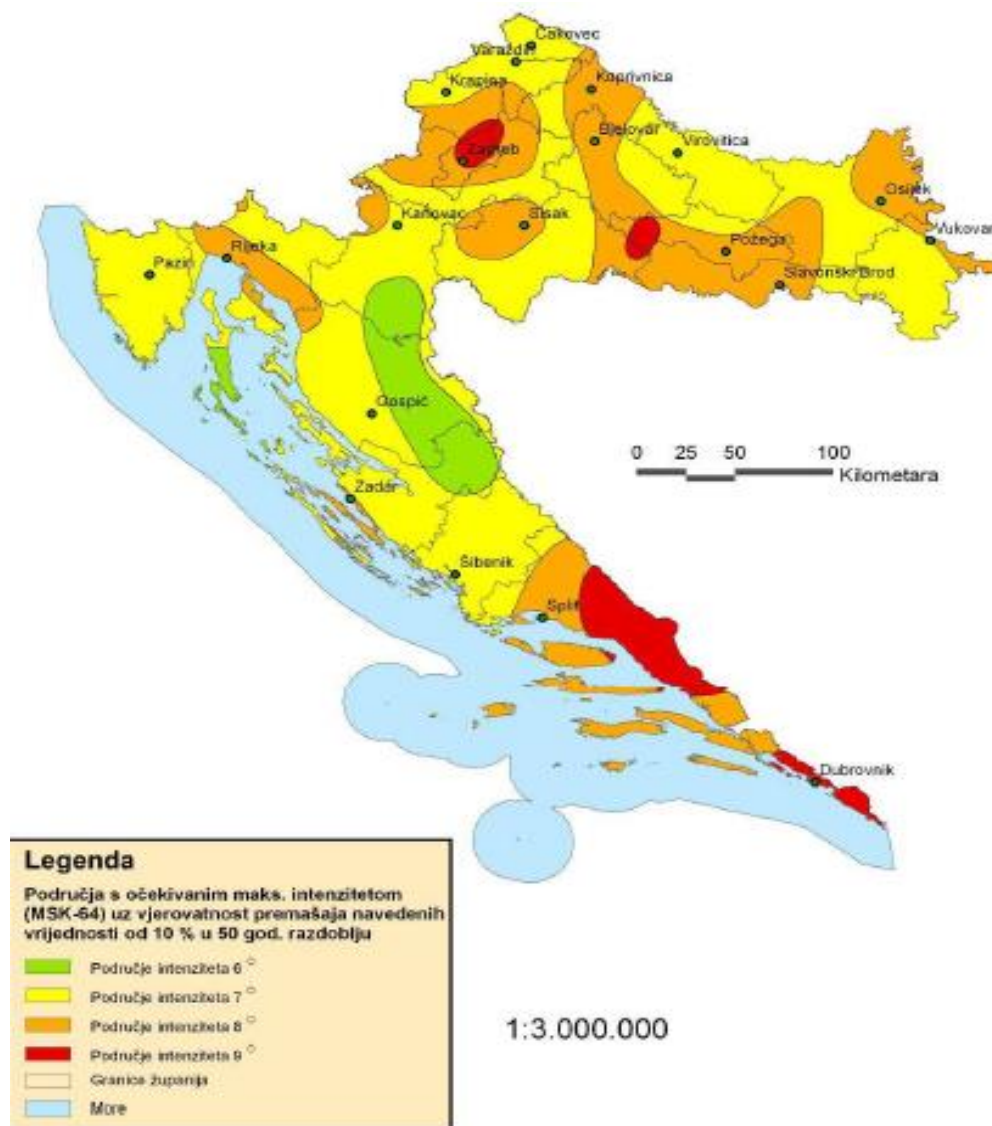 Čakovec
Varaždin
Krapina
Koprivnica
Bjelovar
Zagreb
Virovitica
Osijek
Karlovac
Sisak
Vukovar
Rijeka
Požega
Pazin
Slavonski Brod
Gospić
0 25 50 100
Kilometara
Zadar
Šibenik
Split
Dubrovnik
Legenda
Područja s očekivanim maks. intenzitetom
(MSK-64) uz vjerovatnost premašaja navedenih
vrijednosti od 10 % u 50 god. razdoblju
Područje intenziteta 6 °
Područje intenziteta 7 °
Područje intenziteta 8 °
Područje intenziteta 9 °
Granice županija
More
1:3.000.000